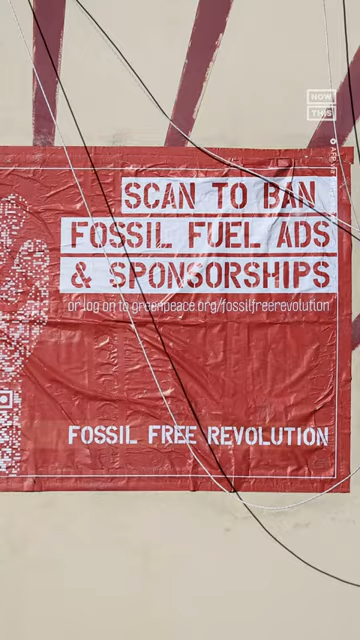 NOW
THIS
SCAN TO BAN
FOSSIL FUEL ADS
& SPONSORSHIPS
or log on to greenpeace.org/fossilfreerevolution
FOSSIL FREE REVOLUTION